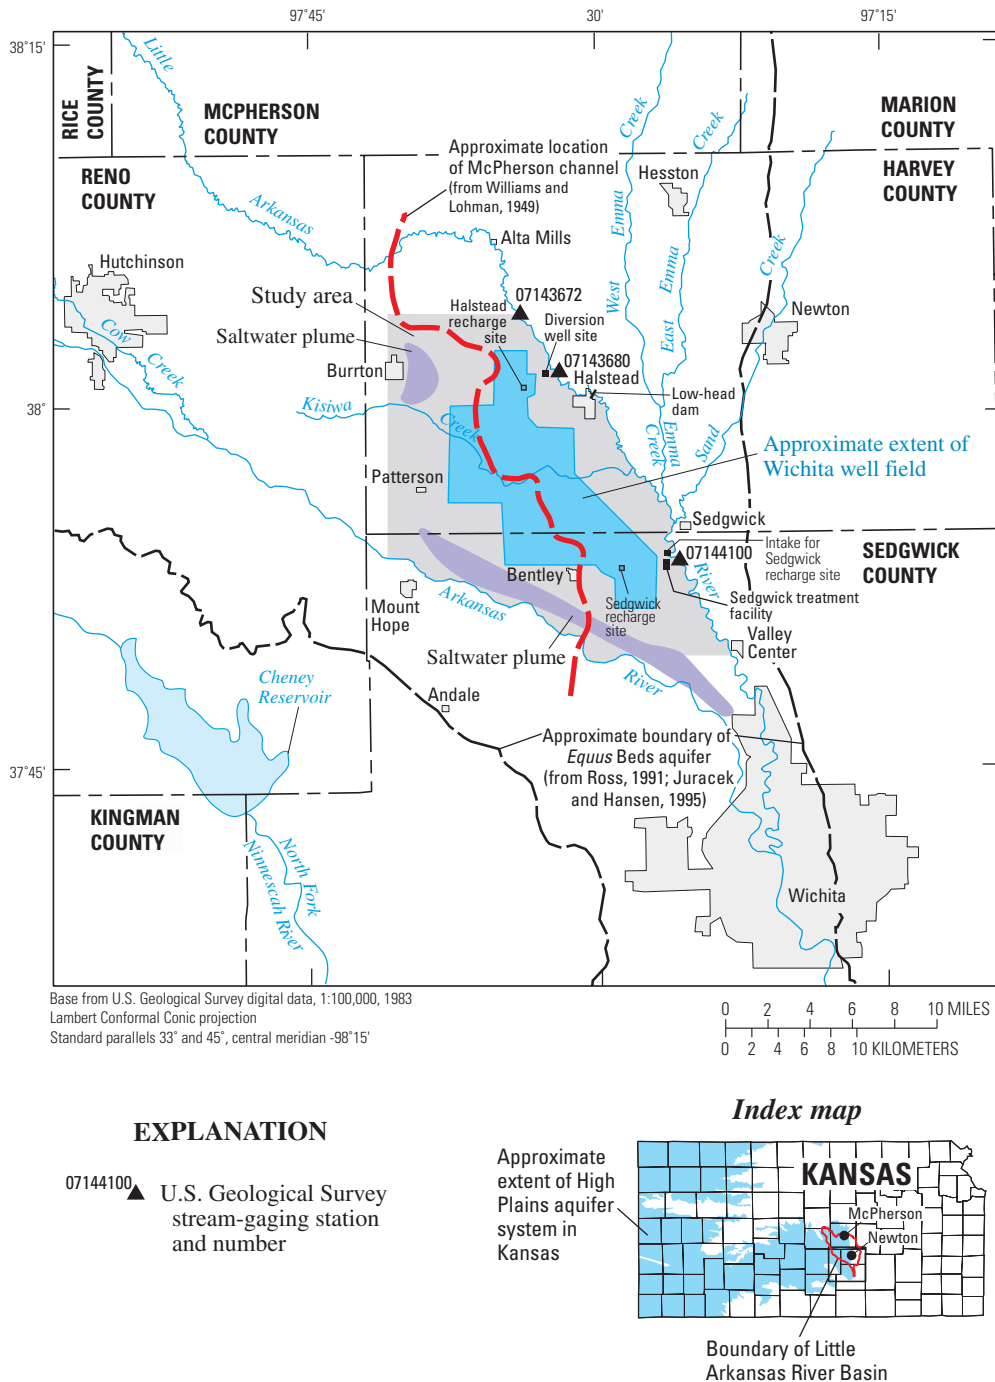 97°45'
30'
97°15'
38°15'
Little
RICE
COUNTY
MCPHERSON
COUNTY
MARION
COUNTY
Approximate location
of McPherson channel
(from Williams and
Lohman, 1949)
Creek
Creek
RENO
COUNTY
Hesston
HARVEY
COUNTY
Arkansas
Emma
Alta Mills
Creek
Hutchinson
Emma
Study area
07143672
West
Halstead
recharge
site
Diversion
well site
Newton
Saltwater plume
Cow
East
07143680
Burrton
Halstead
Creek
Low-head
dam
38°
Kisiwa
Creek
Sand
Emma
Creek
Approximate extent of
Wichita well field
Patterson
Sedgwick
Intake for
Sedgwick
recharge site
SEDGWICK
COUNTY
07144100
River
Bentley
Mount
Hope
Arkansas
Sedgwick
recharge
site
Sedgwick treatment
facility
Valley
Center
Saltwater plume
River
Cheney
Reservoir
Andale
Approximate boundary of
Equus Beds aquifer
(from Ross, 1991; Juracek
and Hansen, 1995)
37°45'
KINGMAN
COUNTY
North Fork
Ninnescah River
Wichita
Base from U.S. Geological Survey digital data, 1:100,000, 1983
Lambert Conformal Conic projection
Standard parallels 33° and 45°, central meridian -98°15'
0 2 4 6 8 10 MILES
0 2 4 6 8 10 KILOMETERS
EXPLANATION
07144100
U.S. Geological Survey
stream-gaging station
and number
Index map
Approximate
extent of High
Plains aquifer
system in
Kansas
KANSAS
McPherson
Newton
Boundary of Little
Arkansas River Basin